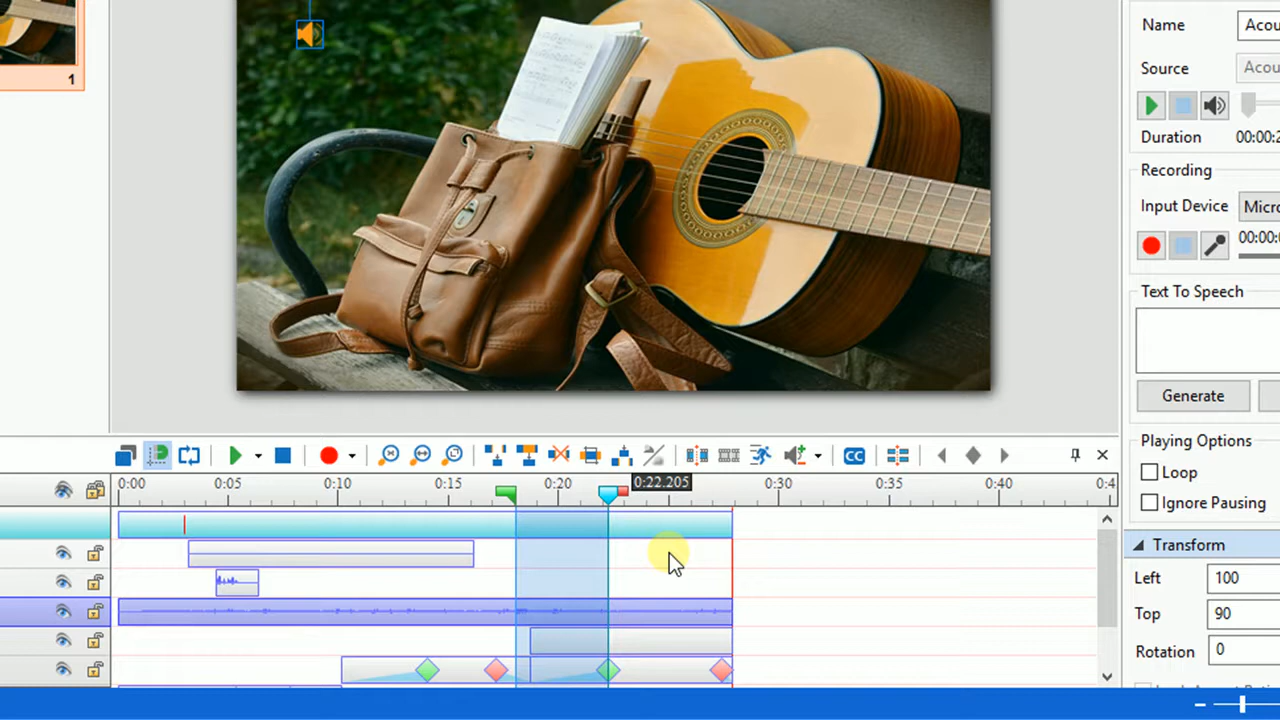 1
Name
Acou
Source
Acou
Duration
00:00:2
Recording
Input Device
Micro
00:00:0
Text To Speech
Generate
Playing Options
Loop
Ignore Pausing
Transform
Left
100
Top
90
Rotation
0
CC
0:00 0:05 0:10 0:15 0:20 0:22.205 0:30 0:35 0:40 0:4